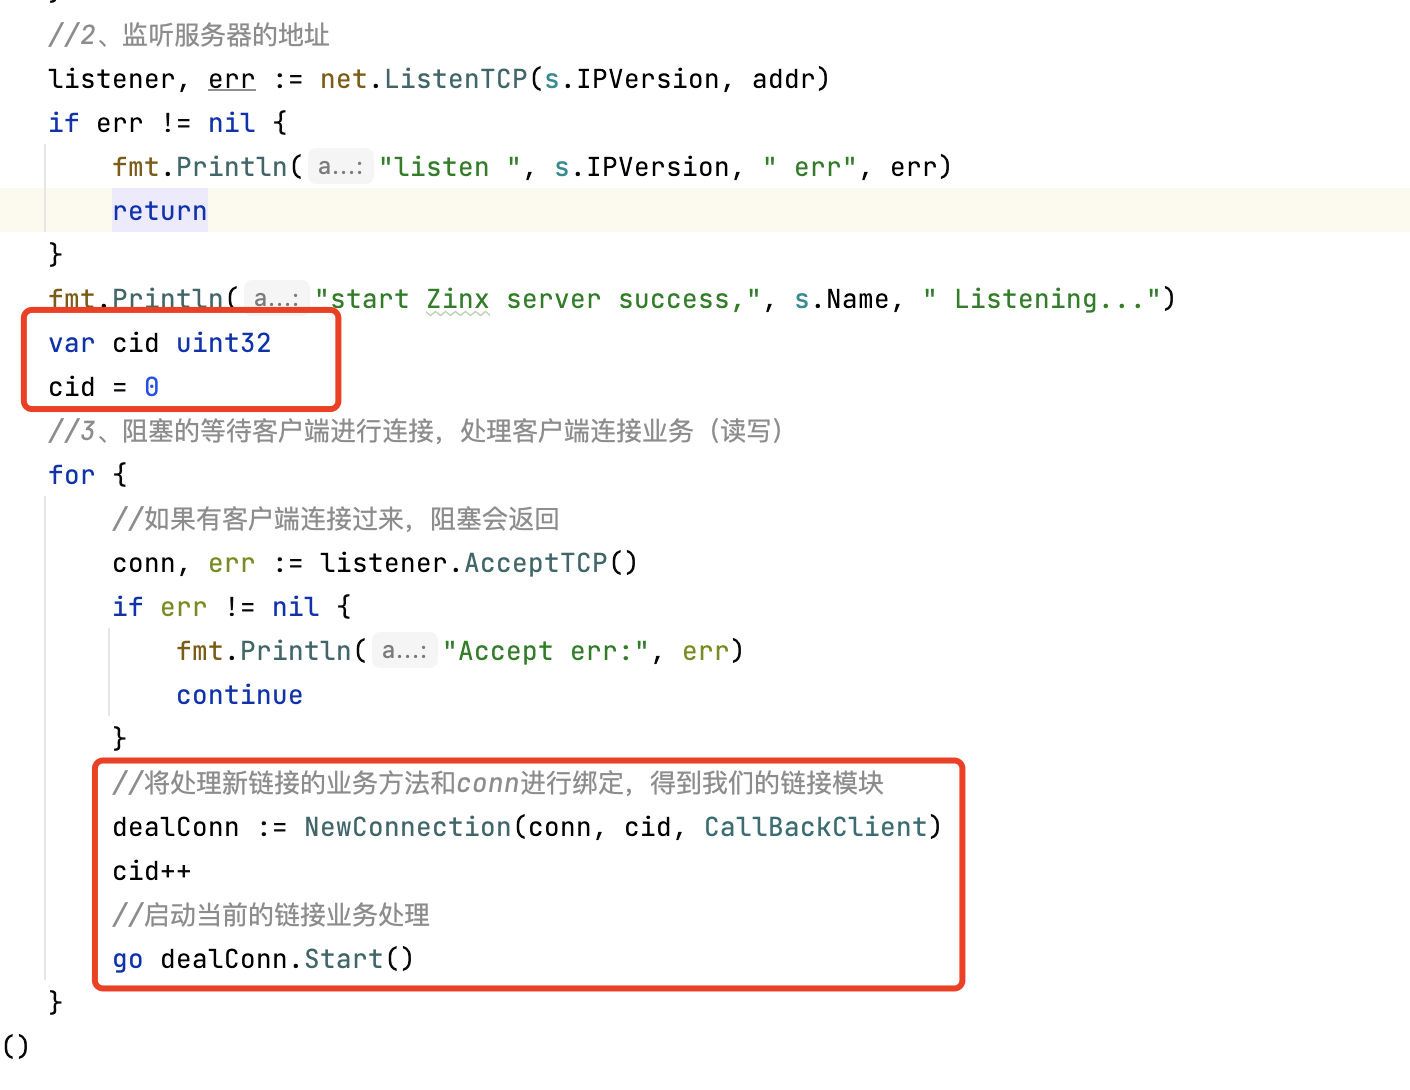 //2、监听服务器的地址
listener, err := net.ListenTCP(s.IPVersion, addr)
if err != nil {
fmt.Println( a...: "listen ", s.IPVersion, " err", err)
return
}
fmt.Println( a...: "start Zinx server success,", s.Name, " Listening...")
var cid uint32
cid = 0
//3、阻塞的等待客户端进行连接，处理客户端连接业务（读写）
for {
//如果有客户端连接过来，阻塞会返回
conn, err := listener.AcceptTCP()
if err != nil {
fmt.Println( a...: "Accept err:", err)
continue
}
//将处理新链接的业务方法和conn进行绑定，得到我们的链接模块
dealConn := NewConnection(conn, cid, CallBackClient)
cid++
//启动当前的链接业务处理
go dealConn.Start()
}
()